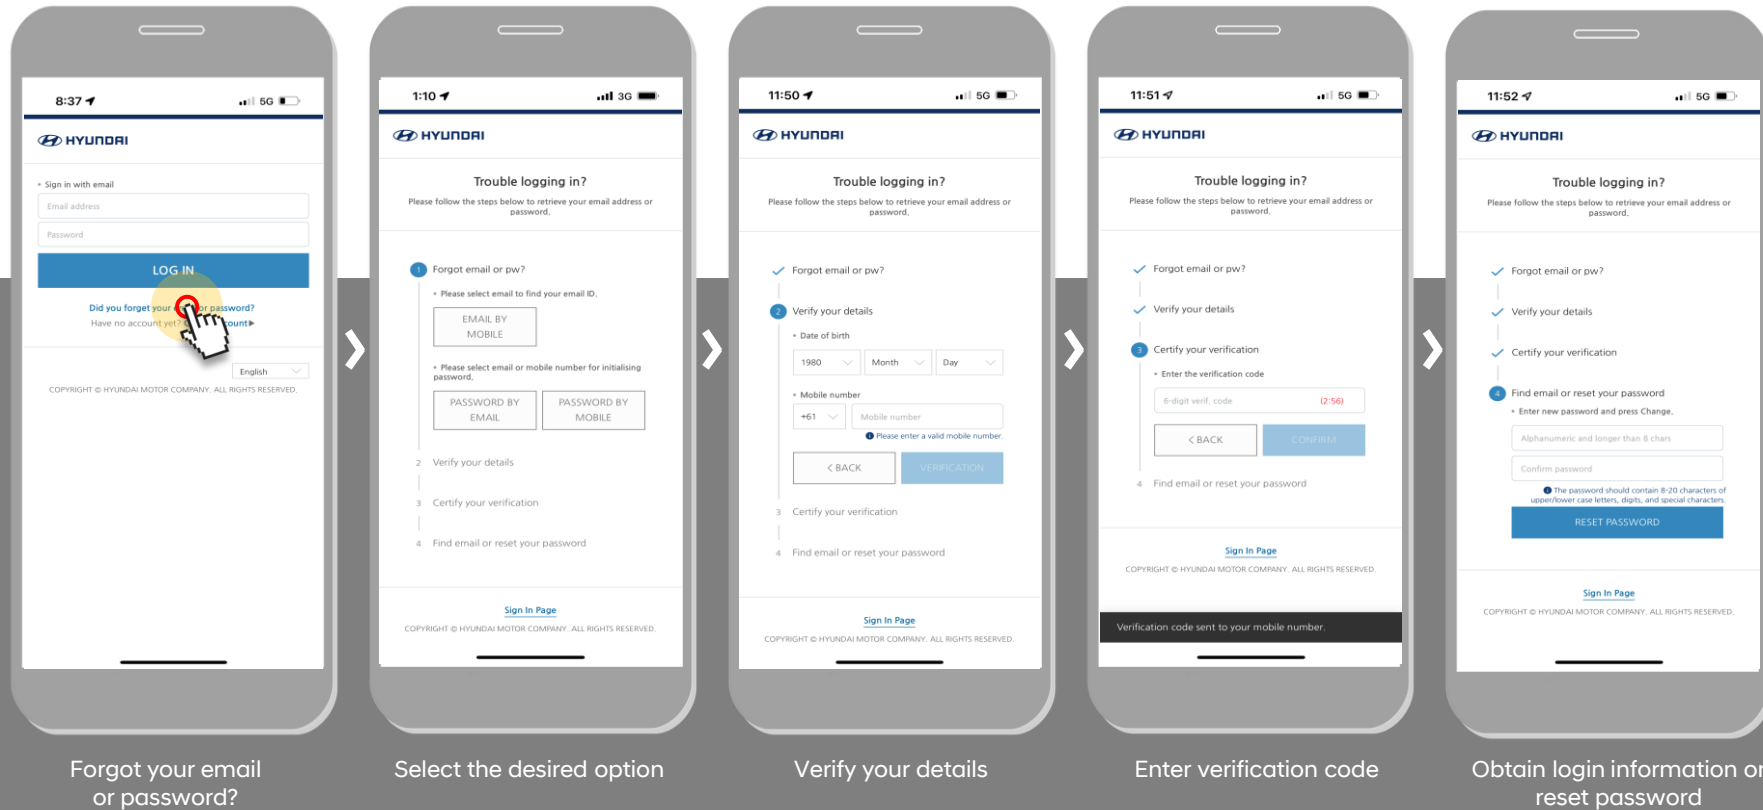 8:37
5G
HYUNDAI
• Sign in with email
Email address
Password
LOG IN
Did you forget your or password?
Have no account yet?
English
COPYRIGHT © HYUNDAI MOTOR COMPANY. ALL RIGHTS RESERVED.
Forgot your email
or password?
1:10
3G
HYUNDAI
Trouble logging in?
Please follow the steps below to retrieve your email address or
password.
1 Forgot email or pw?
• Please select email to find your email ID.
EMAIL BY
MOBILE
• Please select email or mobile number for initialising
password.
PASSWORD BY
EMAIL
PASSWORD BY
MOBILE
2 Verify your details
3 Certify your verification
4 Find email or reset your password
Sign In Page
COPYRIGHT © HYUNDAI MOTOR COMPANY. ALL RIGHTS RESERVED.
Select the desired option
11:50
5G
HYUNDAI
Trouble logging in?
Please follow the steps below to retrieve your email address or
password.
Forgot email or pw?
2 Verify your details
• Date of birth
1980 Month Day
• Mobile number
+61 Mobile number
Please enter a valid mobile number.
< BACK VERIFICATION
3 Certify your verification
4 Find email or reset your password
Sign In Page
COPYRIGHT © HYUNDAI MOTOR COMPANY. ALL RIGHTS RESERVED.
Verify your details
11:51
5G
HYUNDAI
Trouble logging in?
Please follow the steps below to retrieve your email address or
password.
Forgot email or pw?
Verify your details
3 Certify your verification
• Enter the verification code
6-digit verif. code (2:56)
< BACK CONFIRM
4 Find email or reset your password
Sign In Page
COPYRIGHT © HYUNDAI MOTOR COMPANY. ALL RIGHTS RESERVED.
Verification code sent to your mobile number.
Enter verification code
11:52
5G
HYUNDAI
Trouble logging in?
Please follow the steps below to retrieve your email address or
password.
Forgot email or pw?
Verify your details
Certify your verification
4 Find email or reset your password
• Enter new password and press Change.
Alphanumeric and longer than 8 chars
Confirm password
The password should contain 8-20 characters of
upper/lower case letters, digits, and special characters.
RESET PASSWORD
Sign In Page
COPYRIGHT © HYUNDAI MOTOR COMPANY. ALL RIGHTS RESERVED.
Obtain login information or
reset password